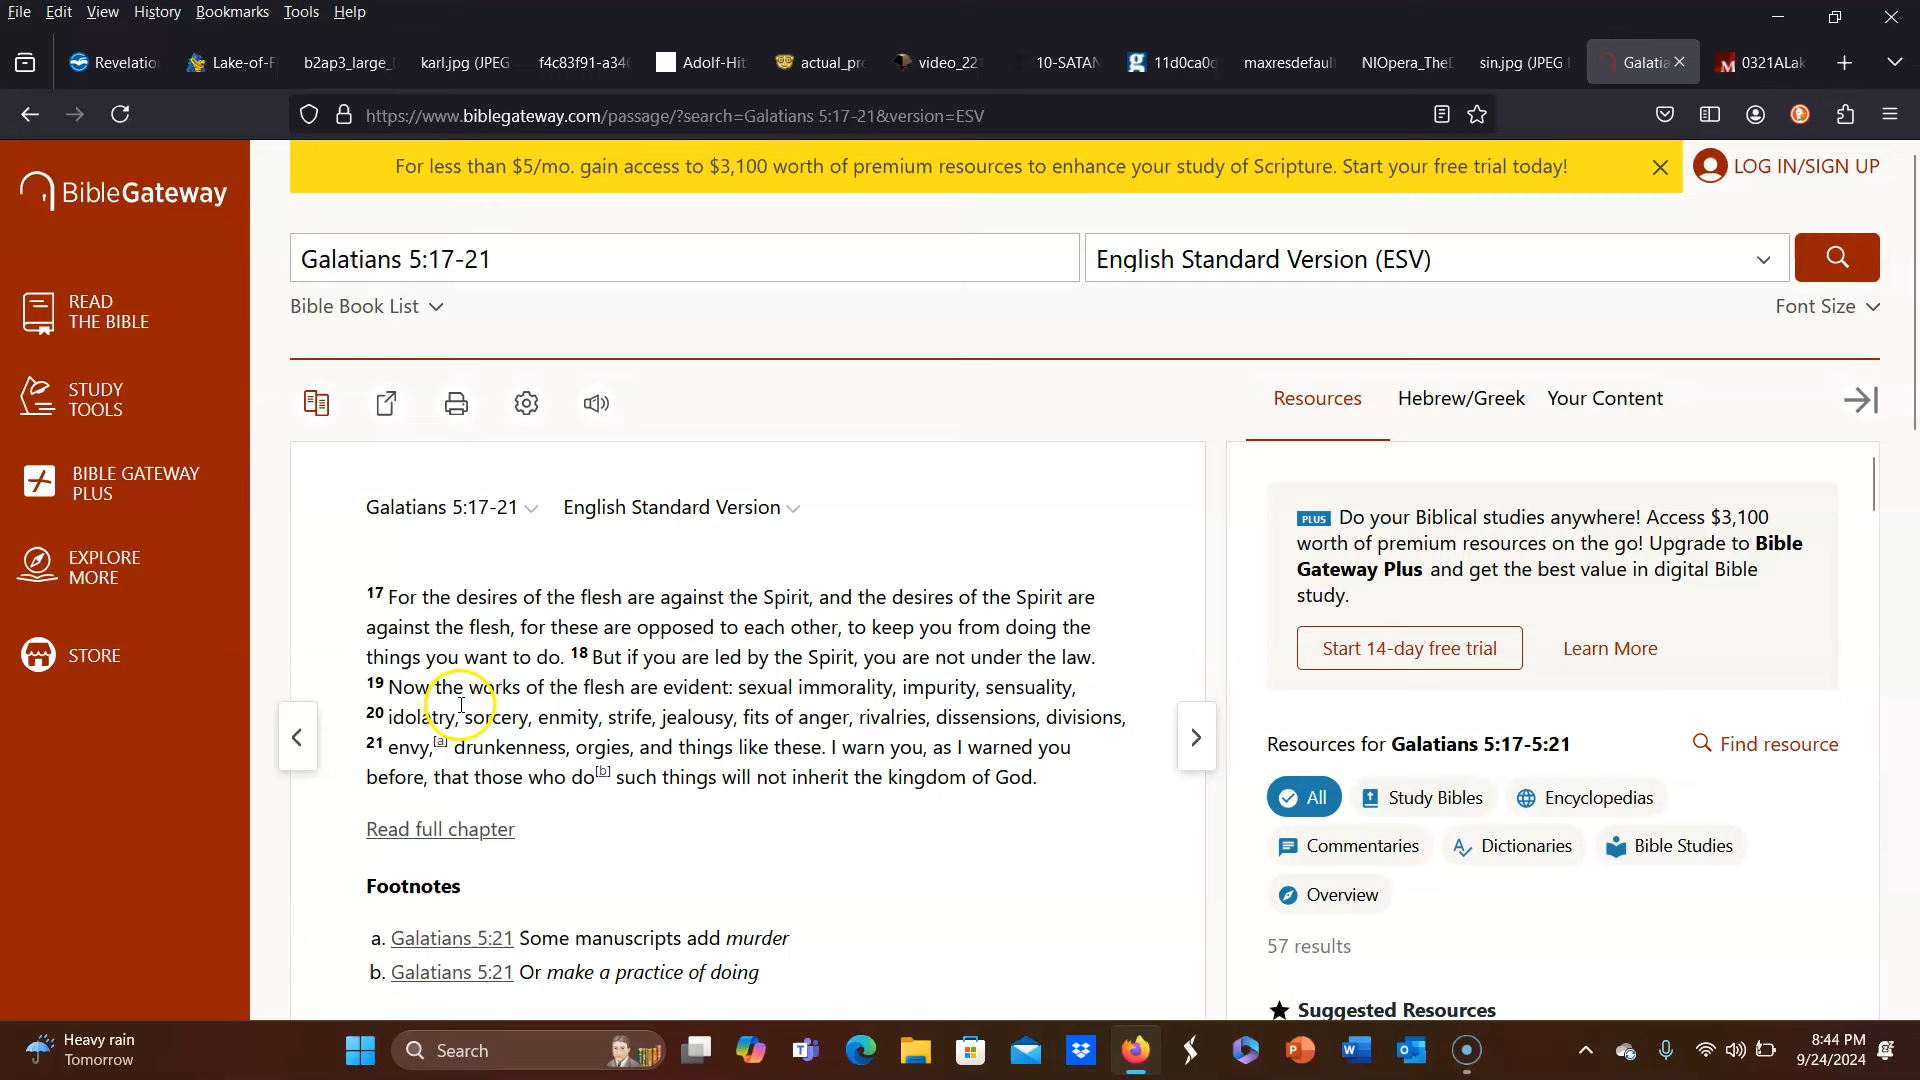 File Edit View History Bookmarks Tools Help
Revelatio Lake-of-F b2ap3_large_ karl.jpg (JPEG f4c83f91-a34 Adolf-Hit actual_pr video_22 10-SATAN 11d0ca0c maxresdefaul NIOpera_The sin.jpg (JPEG Galatia 0321ALak
https://www.biblegateway.com/passage/?search=Galatians 5:17-21&version=ESV
For less than $5/mo. gain access to $3,100 worth of premium resources to enhance your study of Scripture. Start your free trial today!
LOG IN/SIGN UP
BibleGateway
READ
THE BIBLE
STUDY
TOOLS
BIBLE GATEWAY
PLUS
EXPLORE
MORE
STORE
Galatians 5:17-21
English Standard Version (ESV)
Bible Book List
Font Size
Resources Hebrew/Greek Your Content
Galatians 5:17-21 English Standard Version
17 For the desires of the flesh are against the Spirit, and the desires of the Spirit are
against the flesh, for these are opposed to each other, to keep you from doing the
things you want to do. 18 But if you are led by the Spirit, you are not under the law.
19 Now the works of the flesh are evident: sexual immorality, impurity, sensuality,
20 idolatry, sorcery, enmity, strife, jealousy, fits of anger, rivalries, dissensions, divisions,
21 envy,[a] drunkenness, orgies, and things like these. I warn you, as I warned you
before, that those who do[b] such things will not inherit the kingdom of God.
Read full chapter
Footnotes
a. Galatians 5:21 Some manuscripts add murder
b. Galatians 5:21 Or make a practice of doing
PLUS Do your Biblical studies anywhere! Access $3,100
worth of premium resources on the go! Upgrade to Bible
Gateway Plus and get the best value in digital Bible
study.
Start 14-day free trial Learn More
Resources for Galatians 5:17-5:21 Find resource
All Study Bibles Encyclopedias
Commentaries Dictionaries Bible Studies
Overview
57 results
Suggested Resources
Heavy rain
Tomorrow
Search
8:44 PM
9/24/2024